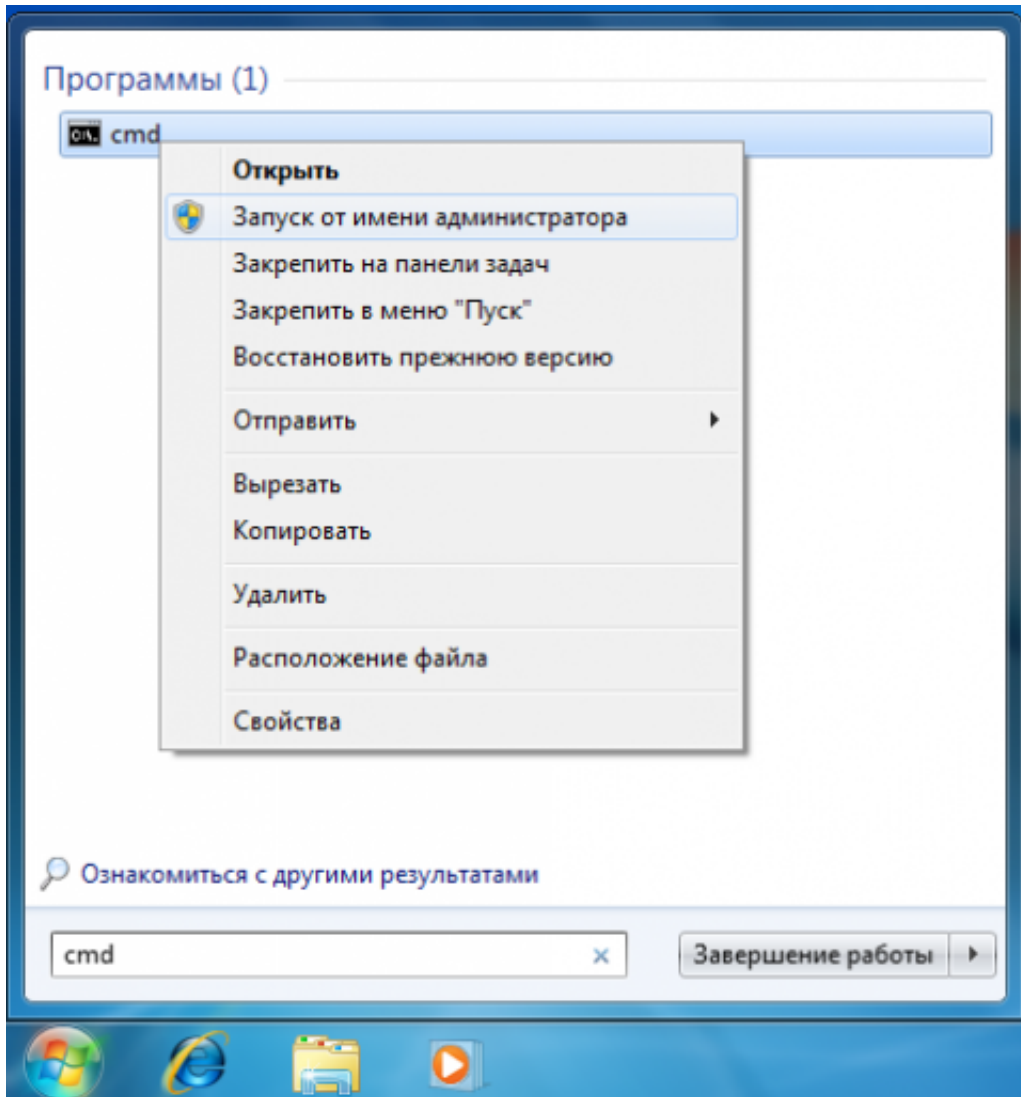 Программы (1)
cmd
Открыть
Запуск от имени администратора
Закрепить на панели задач
Закрепить в меню "Пуск"
Восстановить прежнюю версию
Отправить
Вырезать
Копировать
Удалить
Расположение файла
Свойства
Ознакомиться с другими результатами
cmd
Завершение работы